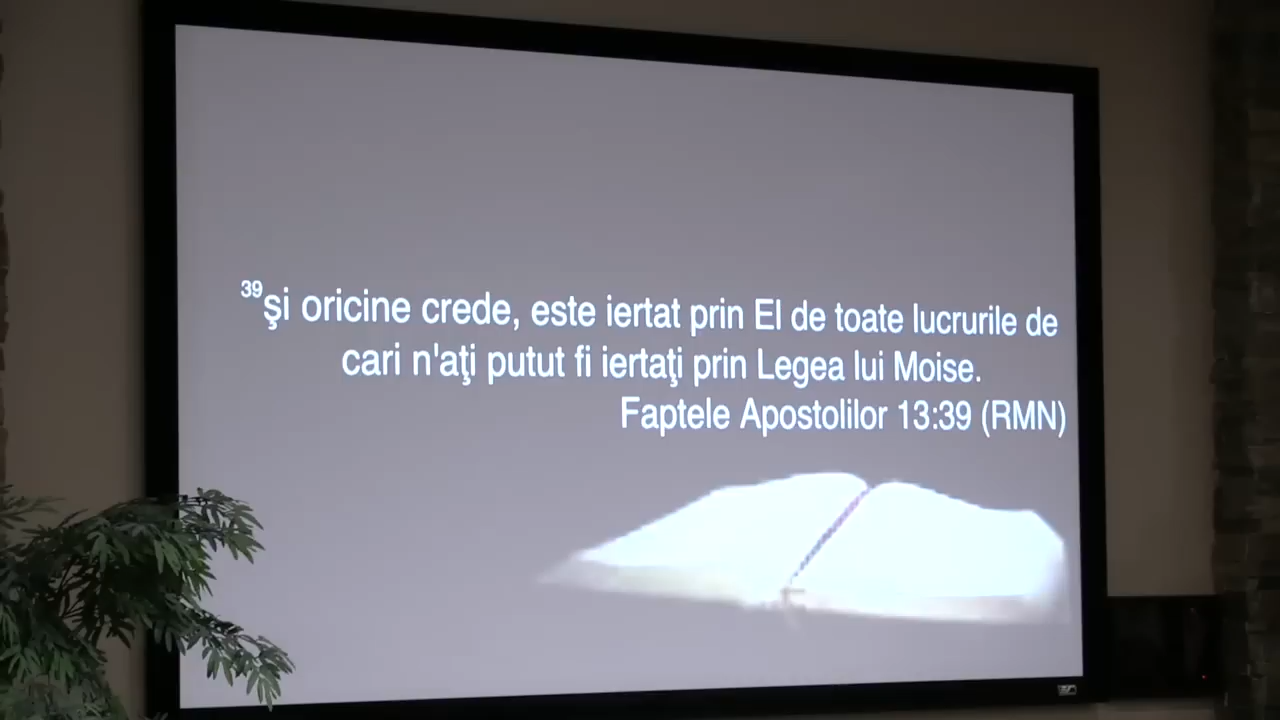 39şi oricine crede, este iertat prin El de toate lucrurile de
cari n'aţi putut fi iertaţi prin Legea lui Moise.
Faptele Apostolilor 13:39 (RMN)